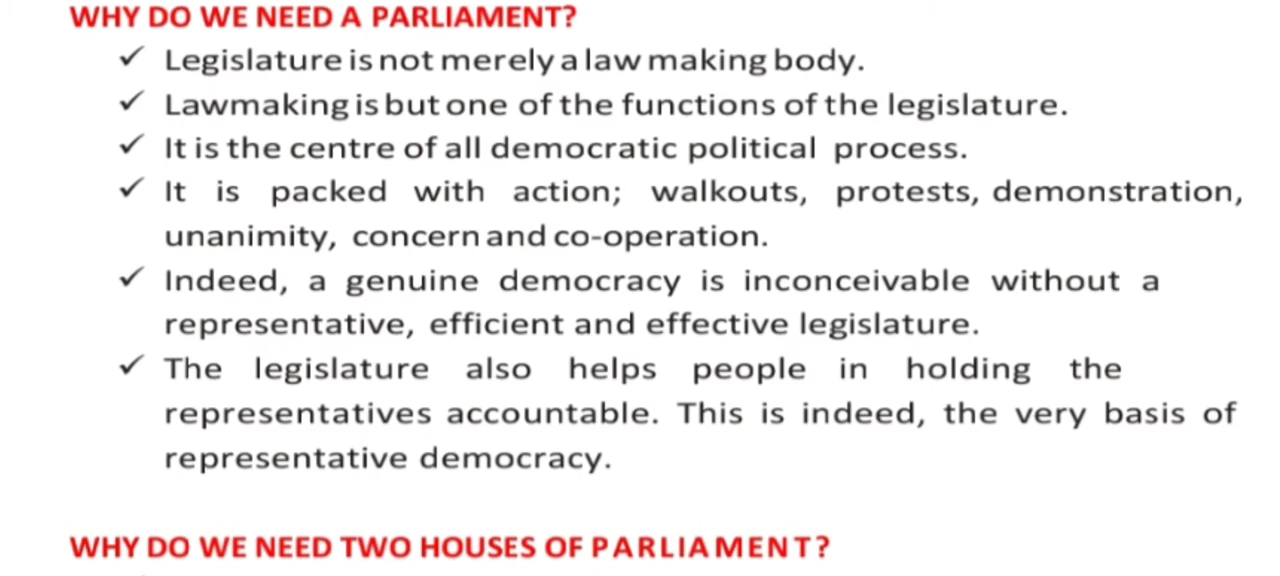 WHY DO WE NEED A PARLIAMENT?
✓ Legislature is not merely a law making body.
✓ Lawmaking is but one of the functions of the legislature.
✓ It is the centre of all democratic political process.
✓ It is packed with action; walkouts, protests, demonstration,
unanimity, concern and co-operation.
✓ Indeed, a genuine democracy is inconceivable without a
representative, efficient and effective legislature.
✓ The legislature also helps people in holding the
representatives accountable. This is indeed, the very basis of
representative democracy.
WHY DO WE NEED TWO HOUSES OF PARLIAMENT?